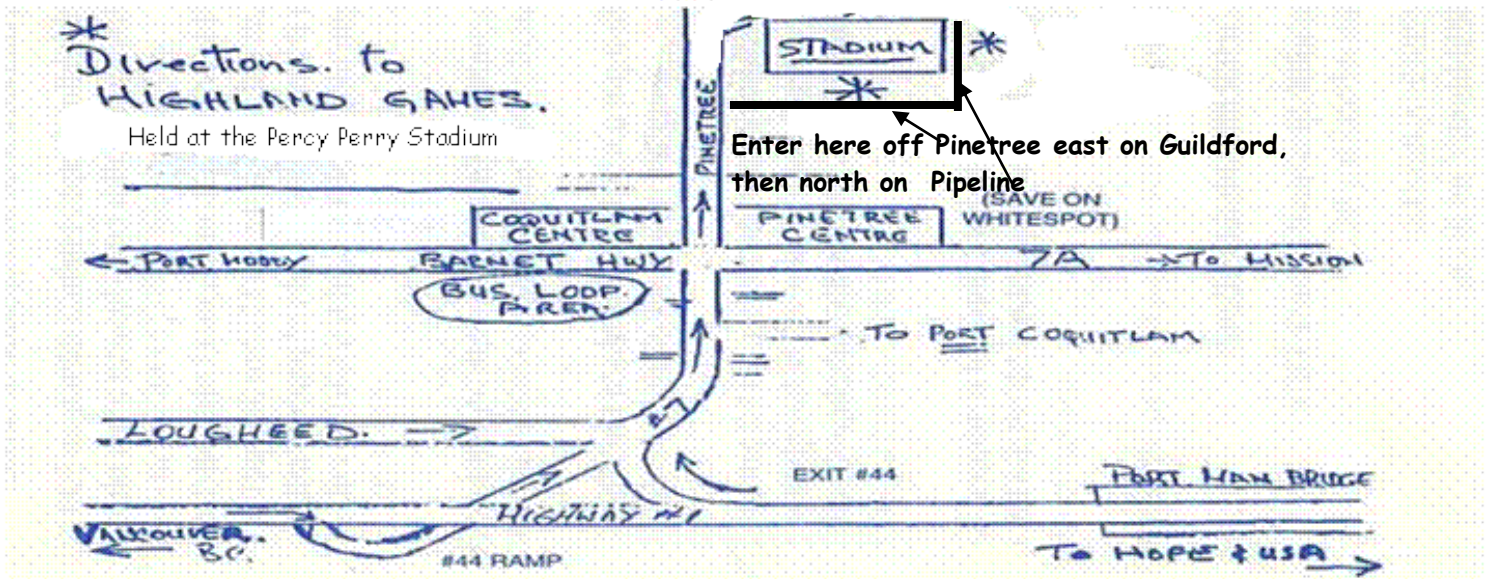 Directions. to
HIGHLAND GAMES.
Held at the Percy Perry Stadium
STADIUM
PINETREE
Enter here off Pinetree east on Guildford,
then north on Pipeline
(SAVE ON
WHITESPOT)
COQUITLAM
CENTRE
PINETREE
CENTRE
PORT MOODY
BARNET HWY
7A
TO MISSION
BUS. LOOP.
AREA.
TO PORT COQUITLAM
LOUGHEED.
EXIT #44
PORT MAN BRIDGE
HIGHWAY #1
VANCOUVER.
BC.
#44 RAMP
TO HOPE & USA